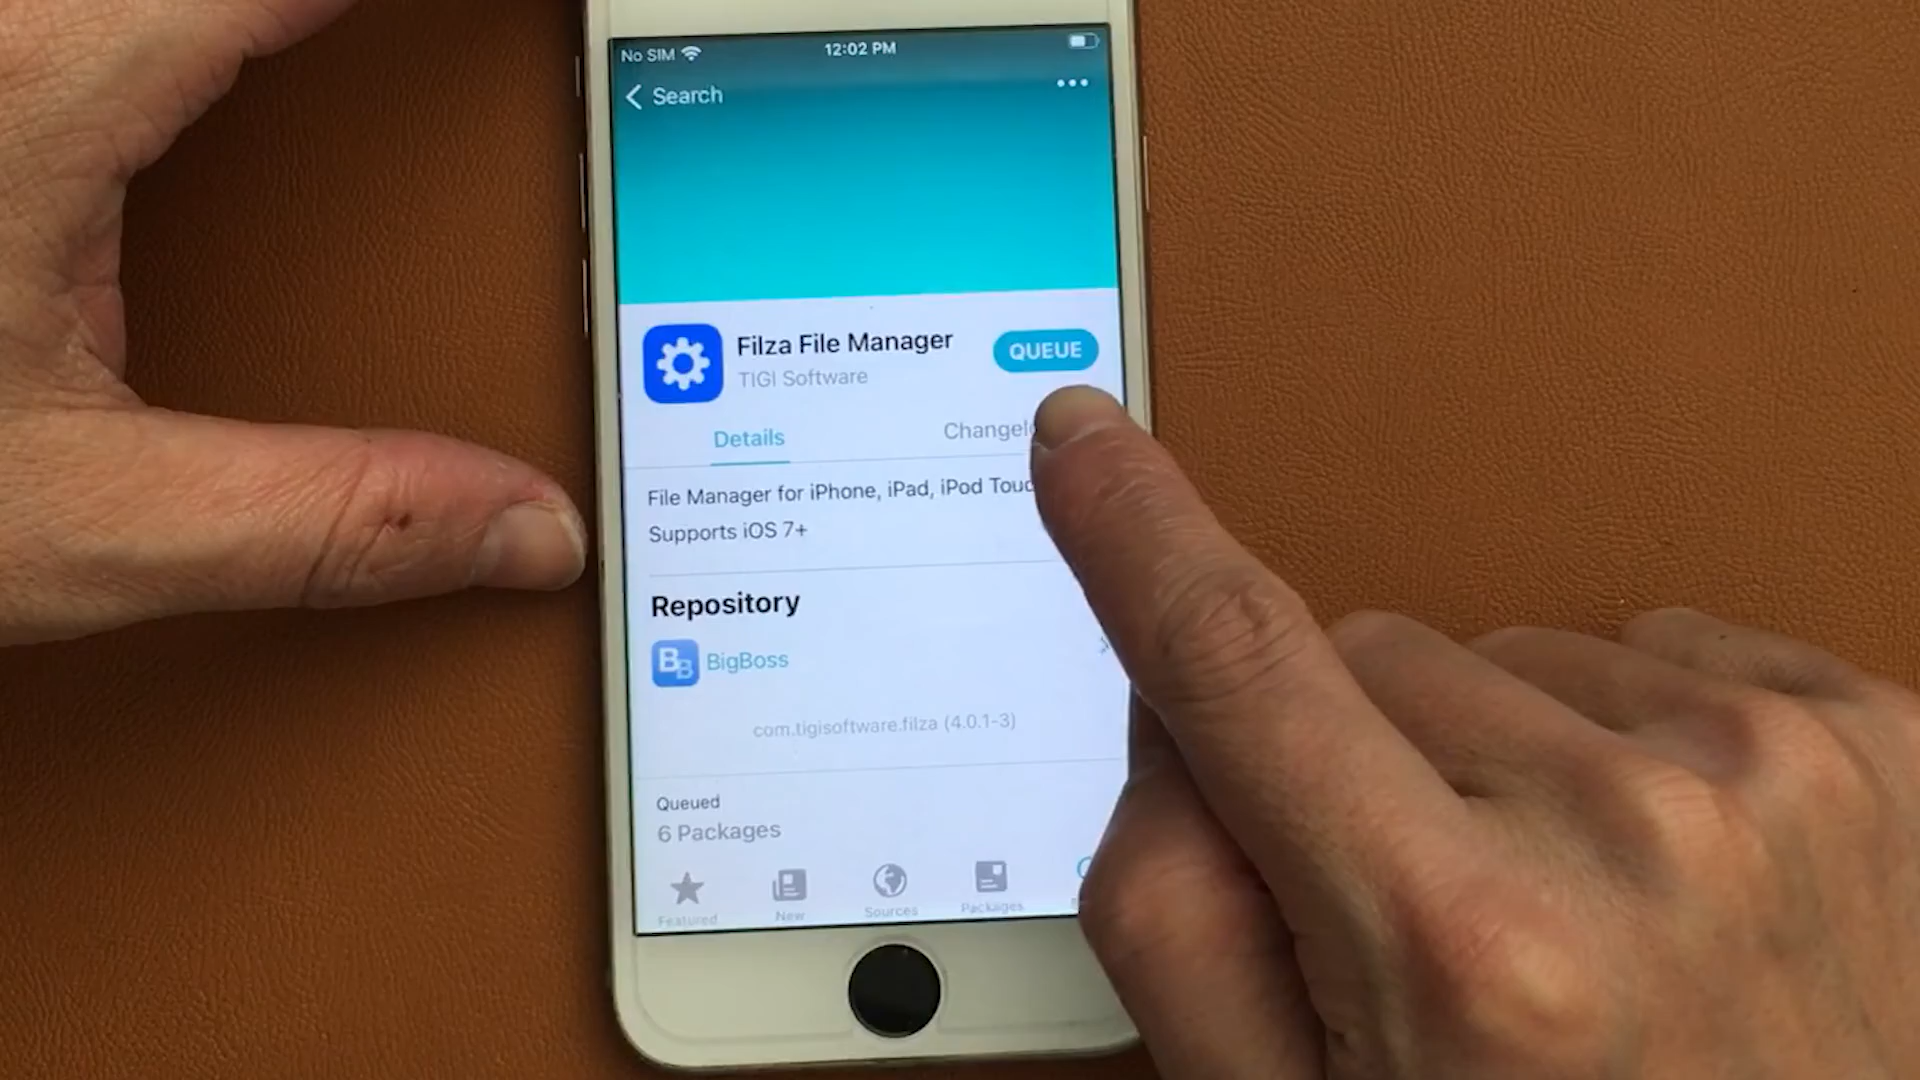 No SIM 12:02 PM
Search
Filza File Manager
QUEUE
TIGI Software
Details
File Manager for iPhone, iPad, iPod
Supports iOS 7+
Repository
BB BigBoss
com.tigisoftware.filza (4.0.1-3)
Queued
6 Packages
Featured New Sources Packages